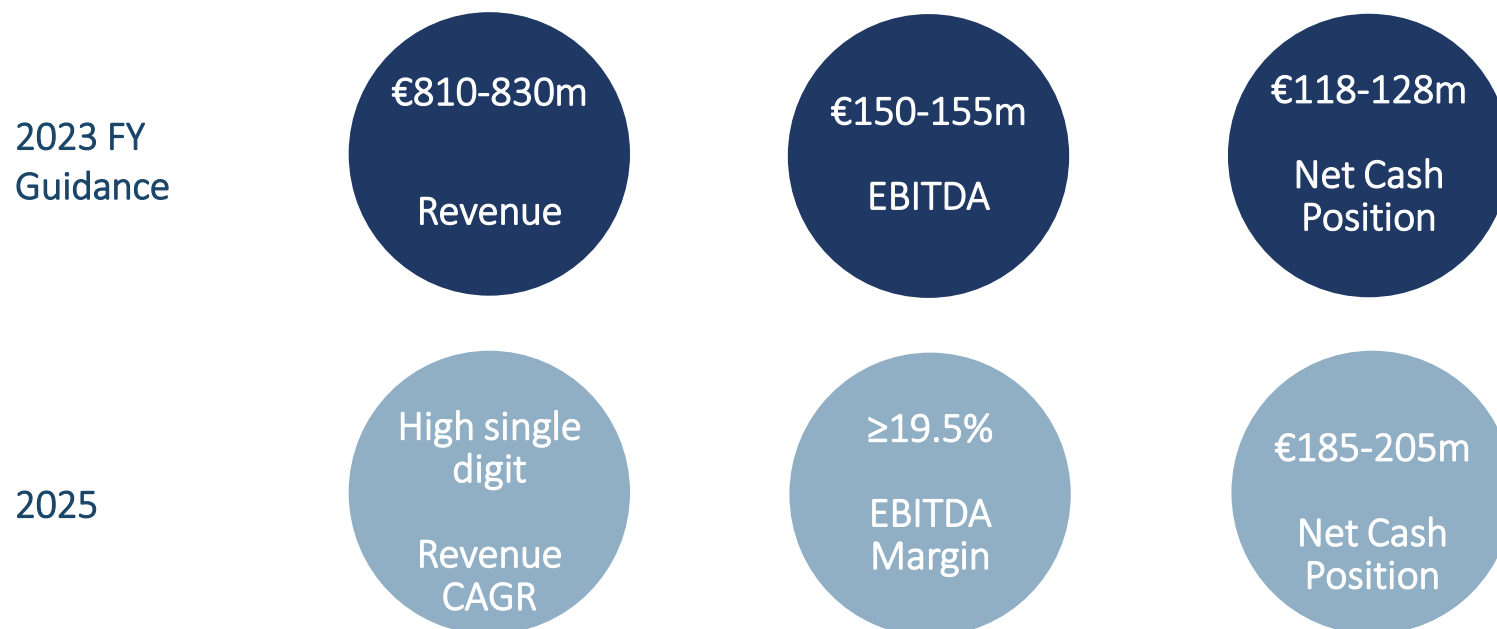 2023 FY
Guidance
€810-830m
Revenue
€150-155m
EBITDA
€118-128m
Net Cash
Position
2025
High single
digit
Revenue
CAGR
≥19.5%
EBITDA
Margin
€185-205m
Net Cash
Position